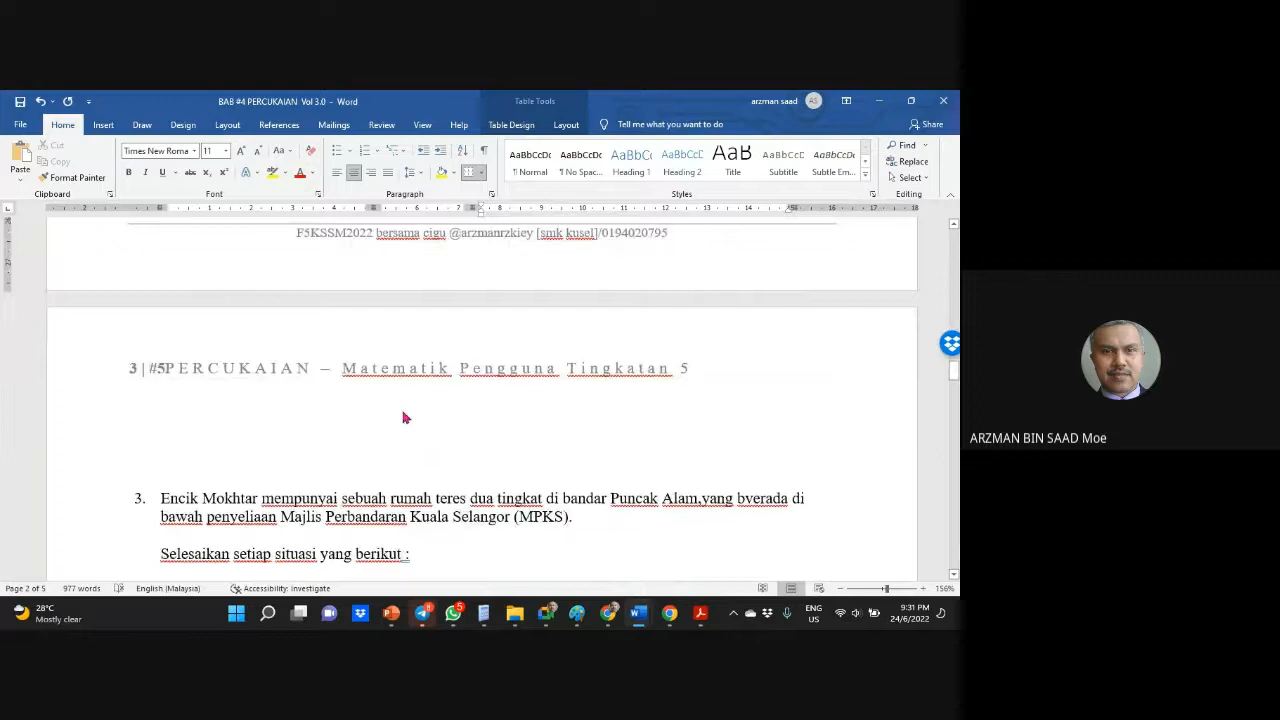 BAB #4 PERCUKAIAN Vol 3.0 - Word
Table Tools
arzman saad
AS
File Home Insert Draw Design Layout References Mailings Review View Help Table Design Layout Tell me what you want to do Share
Paste
Cut
Copy
Format Painter
Clipboard
Times New Roma 11
Font
Paragraph
AaBbCcDc AaBbCcDc AaBbCc AaBbCcC AaB AaBbCcD AaBbCcDc
¶ Normal ¶ No Spac... Heading 1 Heading 2 Title Subtitle Subtle Em...
Styles
Find
Replace
Select
Editing
F5KSSM2022 bersama cigu @arzmanrzkiey [smk kusel]/0194020795
3 | #5PERCUKAIAN – Matematik Pengguna Tingkatan 5
3. Encik Mokhtar mempunyai sebuah rumah teres dua tingkat di bandar Puncak Alam,yang bverada di
bawah penyeliaan Majlis Perbandaran Kuala Selangor (MPKS).
Selesaikan setiap situasi yang berikut :
Page 2 of 5 977 words English (Malaysia) Accessibility: Investigate 156%
28°C
Mostly clear
ENG
US
9:31 PM
24/6/2022
ARZMAN BIN SAAD Moe